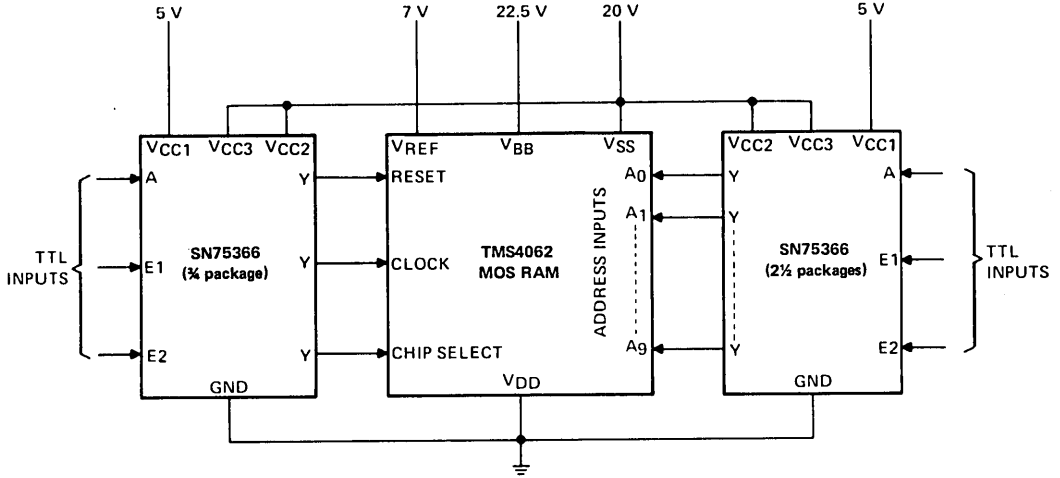 5 V 7 V 22.5 V 20 V 5 V
VCC1 VCC3 VCC2
VREF VBB VSS
VCC2 VCC3 VCC1
A Y
RESET
A0
Y A
A1
Y
TTL
INPUTS
E1 Y
SN75366
(¾ package)
CLOCK
TMS4062
MOS RAM
ADDRESS INPUTS
SN75366
(2½ packages)
E1
TTL
INPUTS
E2 Y
CHIP SELECT
A9
Y E2
GND
VDD
GND